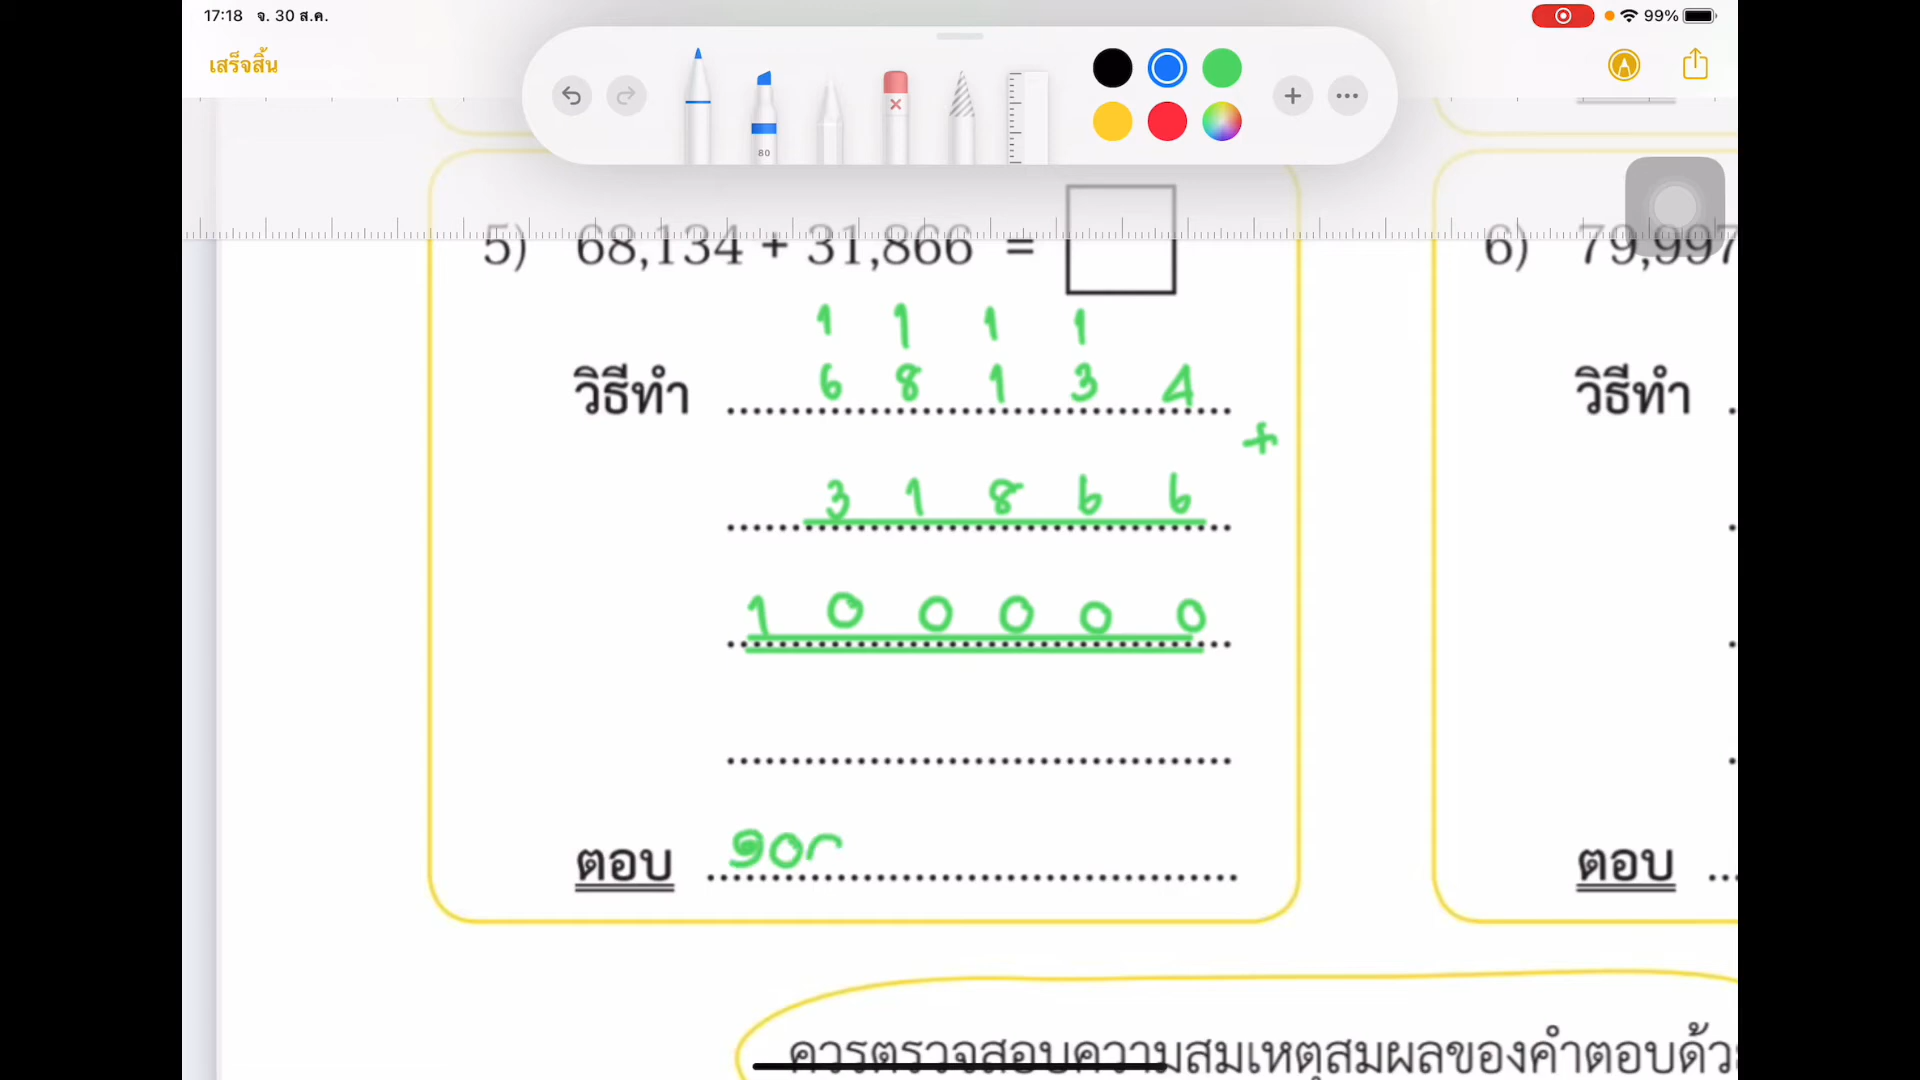 17:18 จ. 30 ส.ค. 99%
เสร็จสิ้น
80
5) 68,134 + 31,866 =
6) 79,997
1 1 1 1
วิธีทำ 6 8 1 3 4
+
3 1 8 6 6
1 0 0 0 0 0
ตอบ ๑๐
วิธีทำ
ตอบ
ควรตรวจสอบความสมเหตุสมผลของคำตอบด้ว